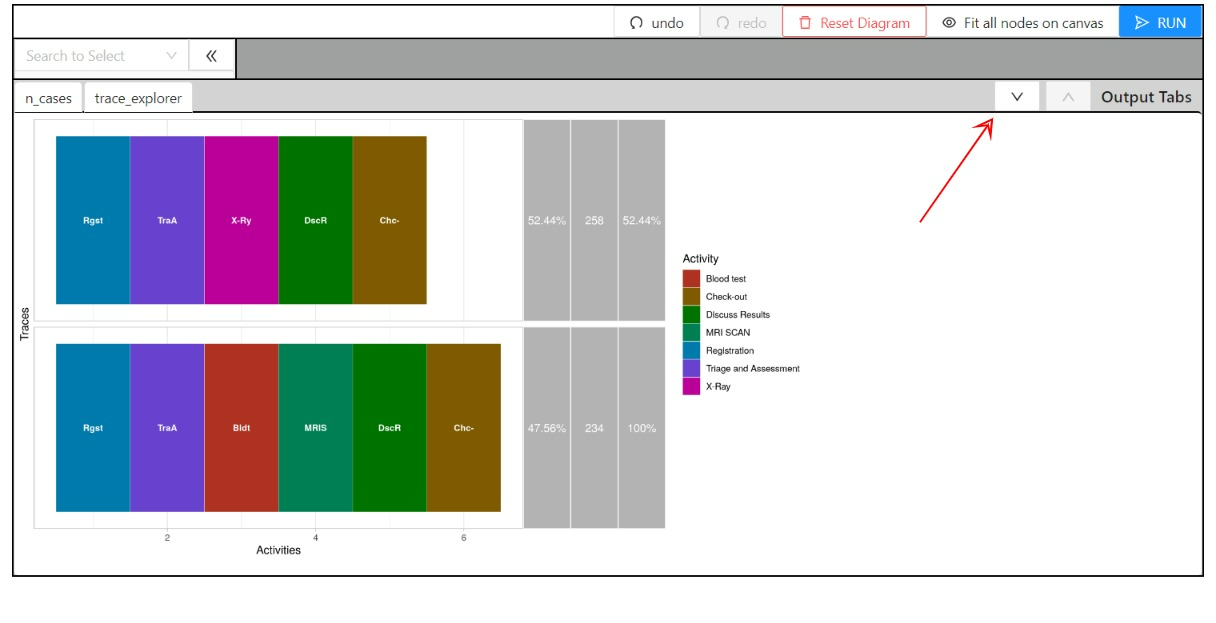 undo redo Reset Diagram Fit all nodes on canvas RUN
Search to Select
n_cases trace_explorer Output Tabs
Rgst TraA X-Ry DscR Chc- 52.44% 258 52.44%
Activity
Blood test
Check-out
Discuss Results
MRI SCAN
Registration
Triage and Assessment
X-Ray
Traces
Rgst TraA Bldt MRIS DscR Chc- 47.56% 234 100%
2 4 6
Activities